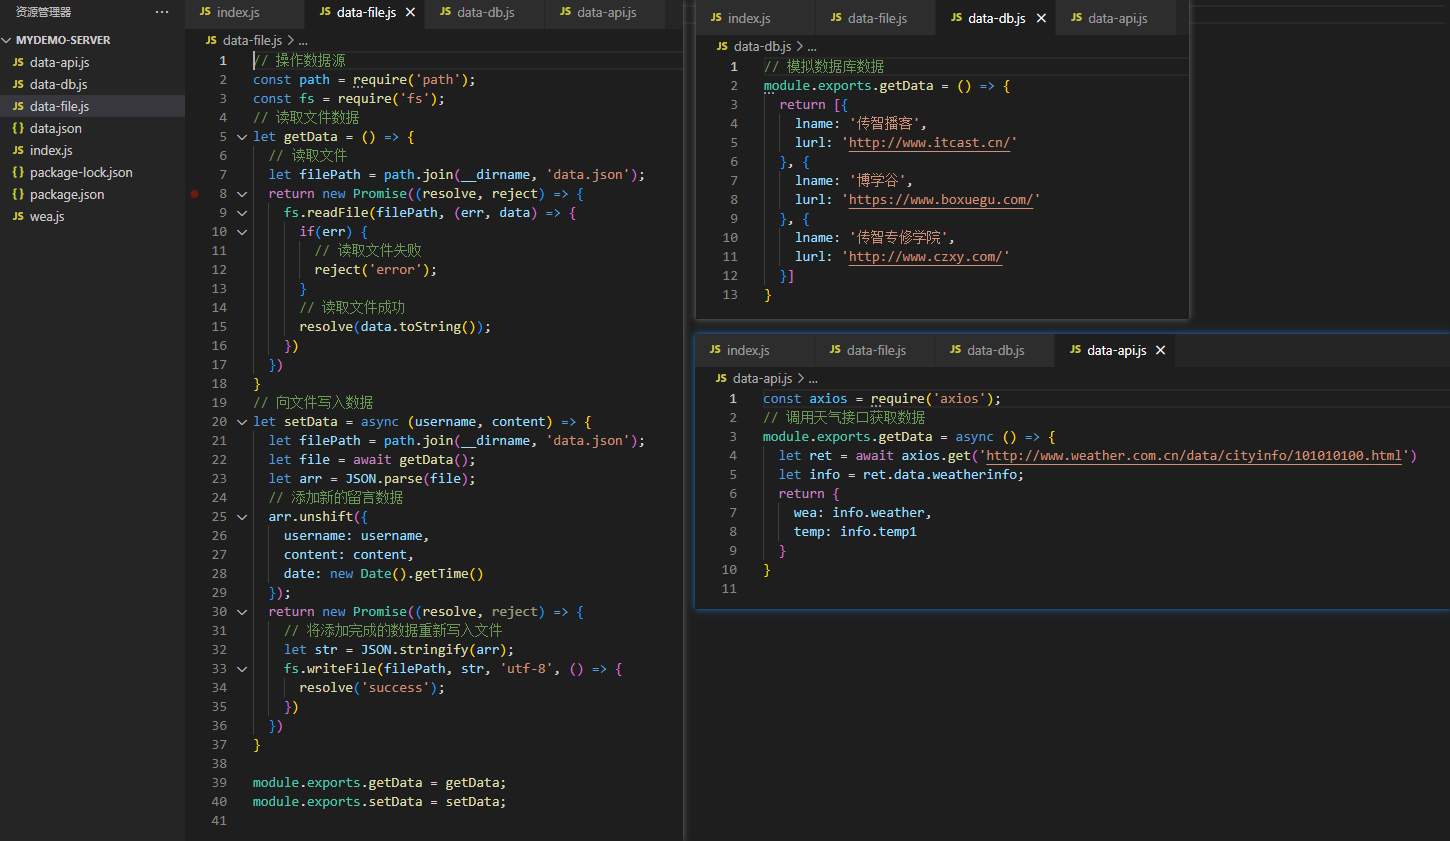 资源管理器 ···
MYDEMO-SERVER
JS data-api.js
JS data-db.js
JS data-file.js
{} data.json
JS index.js
{} package-lock.json
{} package.json
JS wea.js
JS index.js JS data-file.js JS data-db.js JS data-api.js
JS data-file.js > ...
1 // 操作数据源
2 const path = require('path');
3 const fs = require('fs');
4 // 读取文件数据
5 let getData = () => {
6 // 读取文件
7 let filePath = path.join(__dirname, 'data.json');
8 return new Promise((resolve, reject) => {
9 fs.readFile(filePath, (err, data) => {
10 if(err) {
11 // 读取文件失败
12 reject('error');
13 }
14 // 读取文件成功
15 resolve(data.toString());
16 })
17 })
18 }
19 // 向文件写入数据
20 let setData = async (username, content) => {
21 let filePath = path.join(__dirname, 'data.json');
22 let file = await getData();
23 let arr = JSON.parse(file);
24 // 添加新的留言数据
25 arr.unshift({
26 username: username,
27 content: content,
28 date: new Date().getTime()
29 });
30 return new Promise((resolve, reject) => {
31 // 将添加完成的数据重新写入文件
32 let str = JSON.stringify(arr);
33 fs.writeFile(filePath, str, 'utf-8', () => {
34 resolve('success');
35 })
36 })
37 }
38
39 module.exports.getData = getData;
40 module.exports.setData = setData;
41
JS index.js JS data-file.js JS data-db.js JS data-api.js
JS data-db.js > ...
1 // 模拟数据库数据
2 module.exports.getData = () => {
3 return [{
4 lname: '传智播客',
5 lurl: 'http://www.itcast.cn/'
6 }, {
7 lname: '博学谷',
8 lurl: 'https://www.boxuegu.com/'
9 }, {
10 lname: '传智专修学院',
11 lurl: 'http://www.czxy.com/'
12 }]
13 }
JS index.js JS data-file.js JS data-db.js JS data-api.js
JS data-api.js > ...
1 const axios = require('axios');
2 // 调用天气接口获取数据
3 module.exports.getData = async () => {
4 let ret = await axios.get('http://www.weather.com.cn/data/cityinfo/101010100.html')
5 let info = ret.data.weatherinfo;
6 return {
7 wea: info.weather,
8 temp: info.temp1
9 }
10 }
11